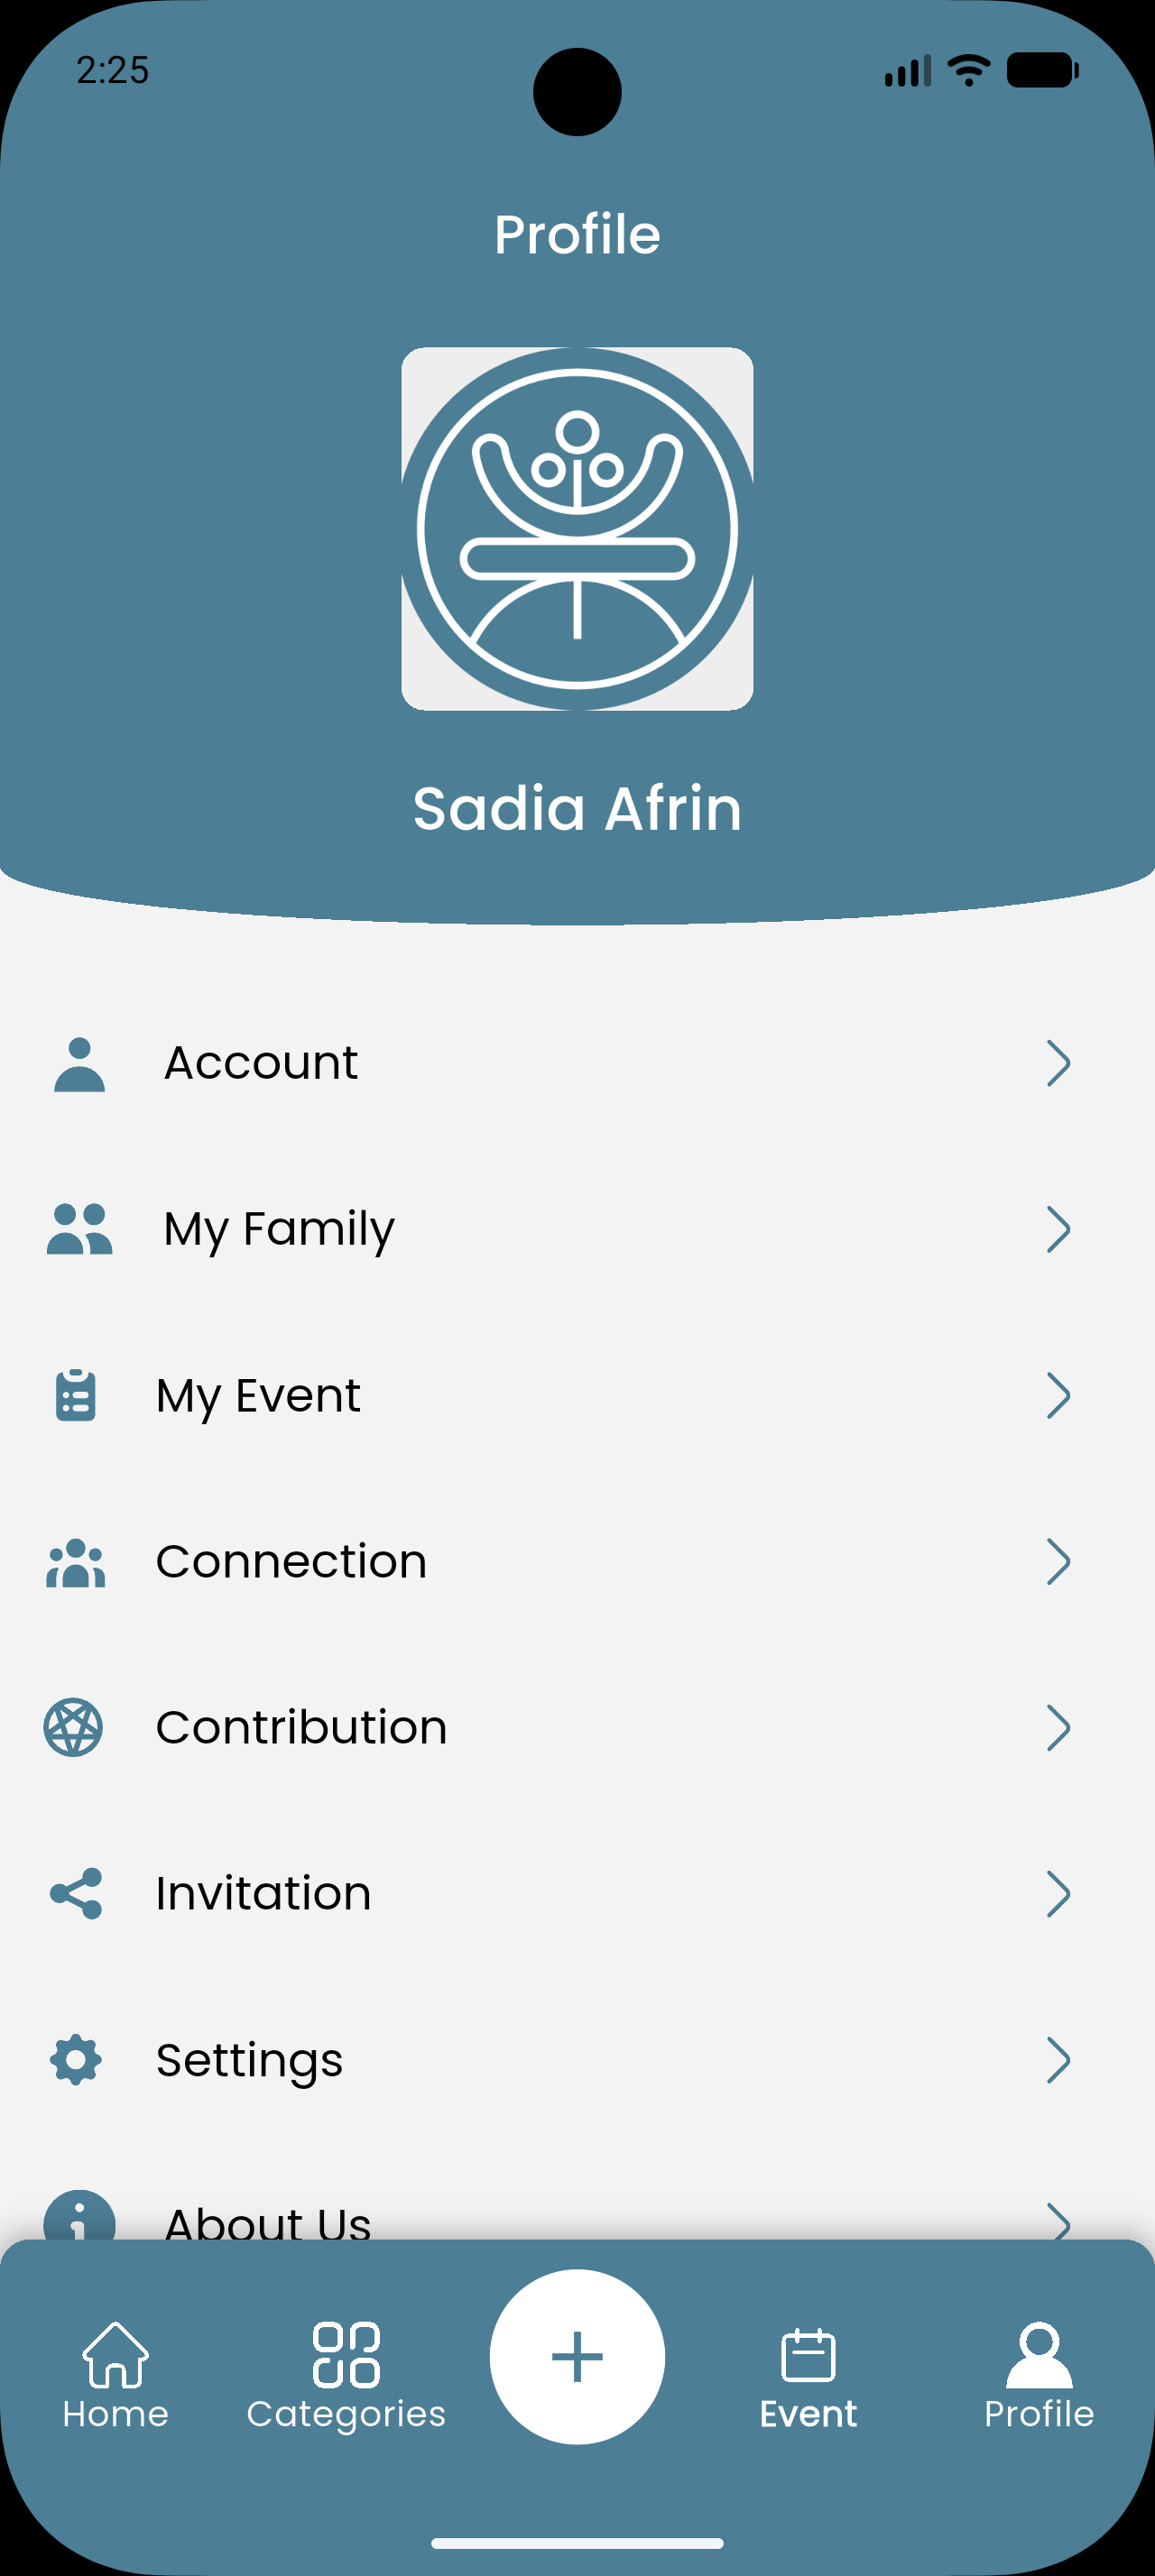 2:25
Profile
Sadia Afrin
Account
My Family
My Event
Connection
Contribution
Invitation
Settings
About Us
Home
Categories
Event
Profile